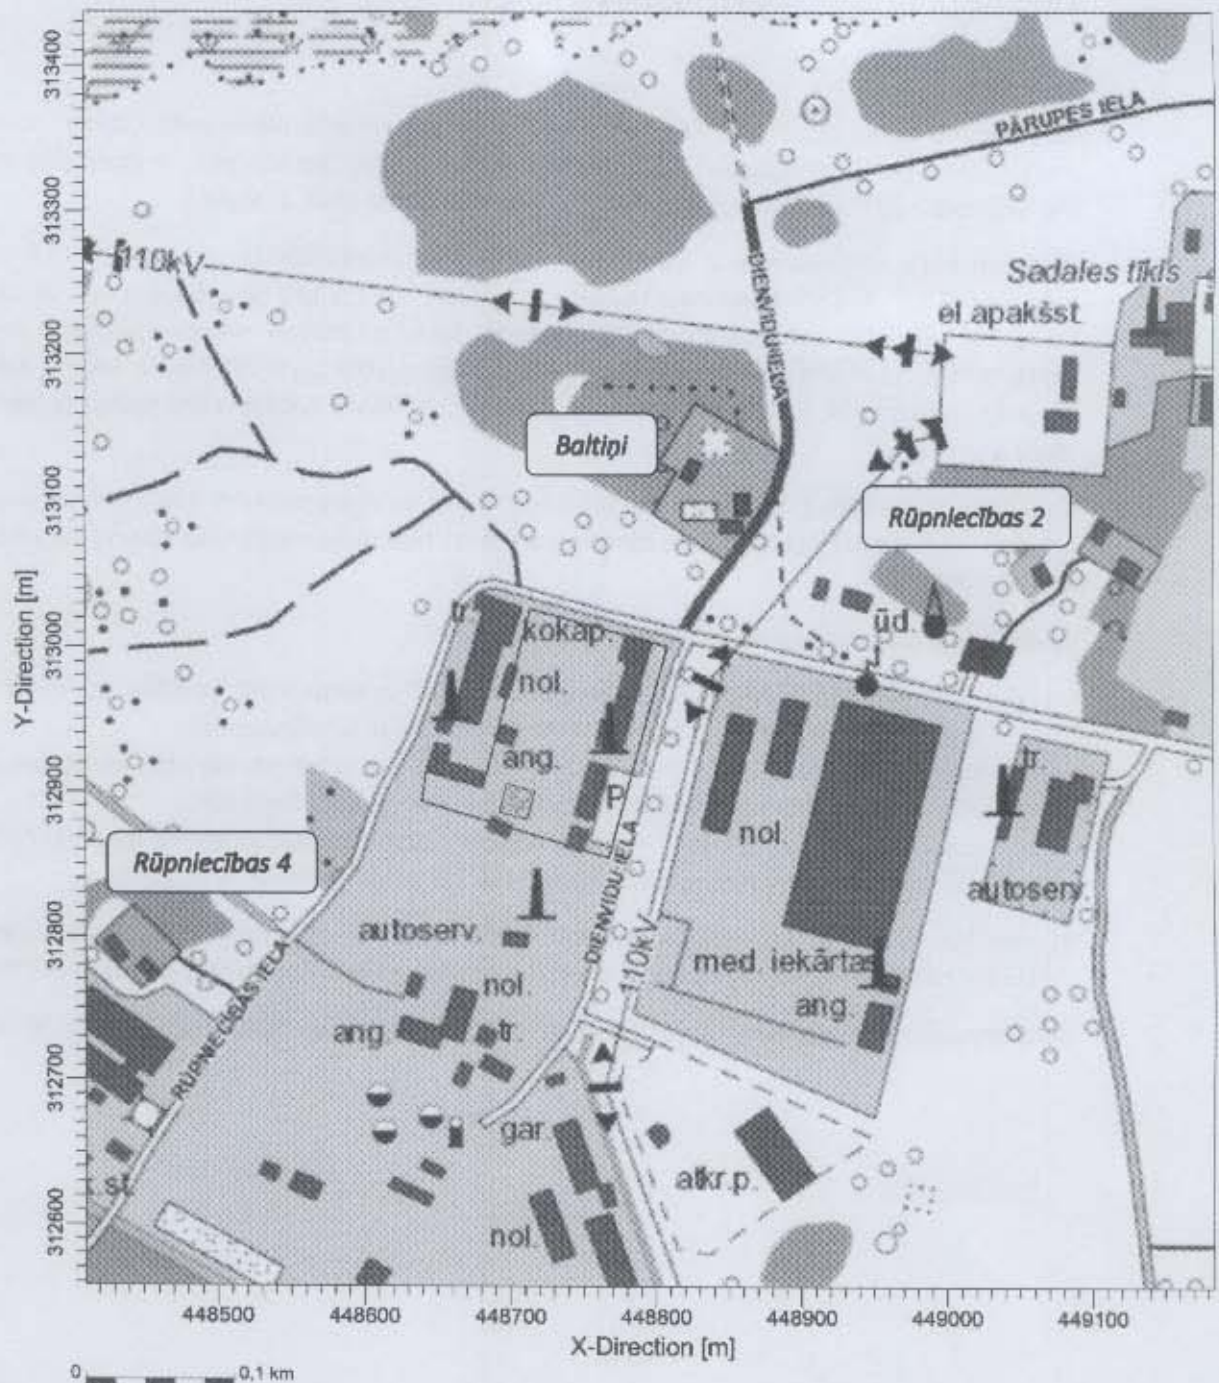 313400
PĀRUPES IELA
313300
110kV
DIENVIDU IELA
Sadales tīkls
el.apakšst.
313200
Baltiņi
313100
Rūpniecības 2
Y-Direction [m]
313000
tr.
kokap.
ūd.
nol.
312900
ang.
tr.
P
nol.
Rūpniecības 4
DIENVIDU IELA
autoserv.
312800
autoserv.
110kV
med. iekārtas
RŪPNIECĪBAS IELA
nol.
ang.
ang.
tr.
312700
gar.
atkr.p.
st.
312600
nol.
448500
448600
448700
448800
448900
449000
449100
X-Direction [m]
0
0,1 km